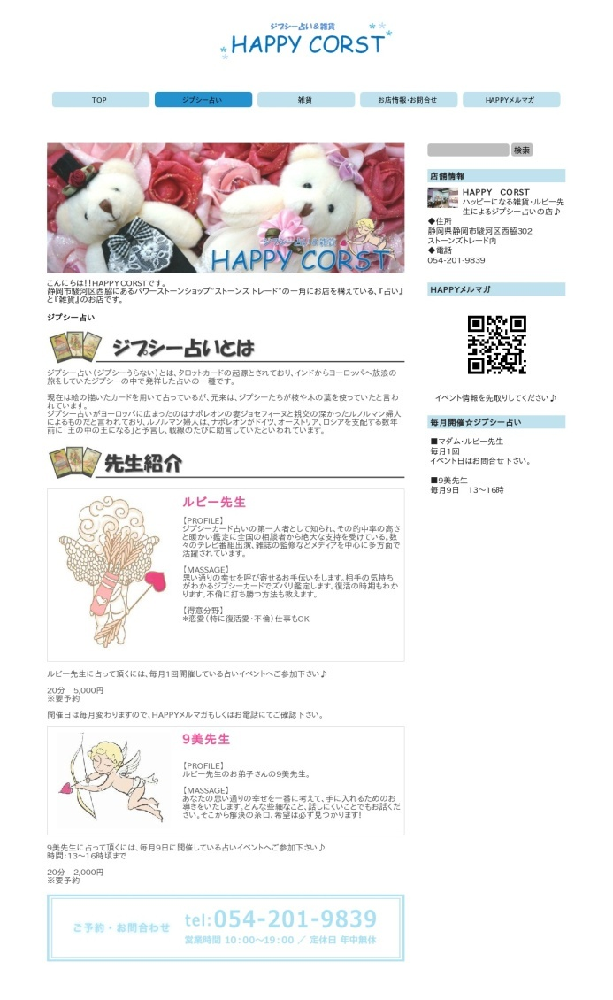 ジプシー占い&雑貨
HAPPY CORST
TOP
ジプシー占い
雑貨
お店情報・お問合せ
HAPPYメルマガ
ジプシー占い&雑貨
HAPPY CORST
こんにちは！！HAPPY CORSTです。
静岡市駿河区西脇にあるパワーストーンショップ”ストーンズ トレード”の一角にお店を構えている、『占い』
と『雑貨』のお店です。
ジプシー占い
ジプシー占いとは
ジプシー占い（ジプシーうらない）とは、タロットカードの起源とされており、インドからヨーロッパへ放浪の
旅をしていたジプシーの中で発祥した占いの一種です。
現在は絵の描いたカードを用いて占っているが、元来は、ジプシーたちが枝や木の葉を使っていたと言わ
れています。
ジプシー占いがヨーロッパに広まったのはナポレオンの妻ジョセフィーヌと親交の深かったルノルマン婦人
によるものだと言われており、ルノルマン婦人は、ナポレオンがドイツ、オーストリア、ロシアを支配する数年
前に「王の中の王になる」と予言し、戦線のたびに助言していたといわれています。
先生紹介
ルビー先生
【PROFILE】
ジプシーカード占いの第一人者として知られ、その的中率の高さ
と暖かい鑑定に全国の相談者から絶大な支持を受けている。数
々のテレビ番組出演、雑誌の監修などメディアを中心に多方面で
活躍されています。
【MASSAGE】
思い通りの幸せを呼び寄せるお手伝いをします。相手の気持ち
がわかるジプシーカードでズバリ鑑定します。復活の時期もわか
ります。不倫に打ち勝つ方法も教えます。
【得意分野】
＊恋愛（特に復活愛・不倫）仕事もOK
ルビー先生に占って頂くには、毎月1回開催している占いイベントへご参加下さい♪
20分　5,000円
※要予約
開催日は毎月変わりますので、HAPPYメルマガもしくはお電話にてご確認下さい。
9美先生
【PROFILE】
ルビー先生のお弟子さんの9美先生。
【MASSAGE】
あなたの思い通りの幸せを一番に考えて、手に入れるためのお
導きをいたします。どんな些細なこと、話しにくいことでもお話くだ
さい。そこから解決の糸口、希望は必ず見つかります！
9美先生に占って頂くには、毎月9日に開催している占いイベントへご参加下さい♪
時間：13～16時頃まで
20分　2,000円
※要予約
ご予約・お問合わせ
tel:054-201-9839
営業時間 10：00～19：00 ／ 定休日 年中無休
検索
店舗情報
HAPPY　CORST
ハッピーになる雑貨・ルビー先
生によるジプシー占いの店♪
◆住所
静岡県静岡市駿河区西脇302
ストーンズトレード内
◆電話
054-201-9839
HAPPYメルマガ
イベント情報を先取りしてください♪
毎月開催☆ジプシー占い
■マダム・ルビー先生
毎月1回
イベント日はお問合せ下さい。
■9美先生
毎月9日　13～16時